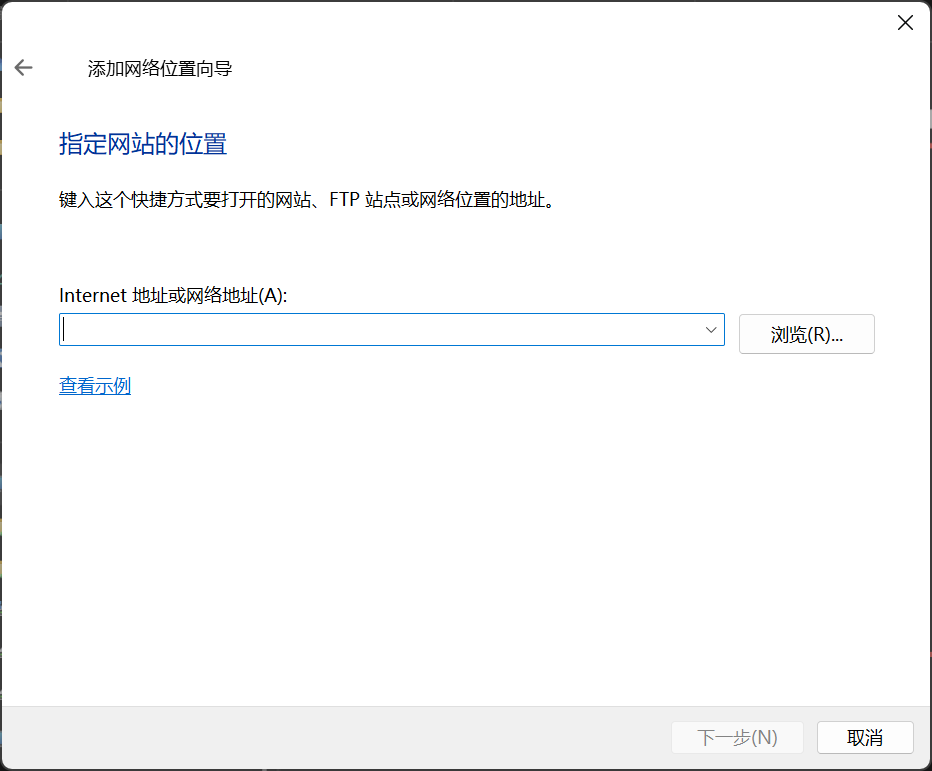 添加网络位置向导
指定网站的位置
键入这个快捷方式要打开的网站、FTP 站点或网络位置的地址。
Internet 地址或网络地址(A):
浏览(R)...
查看示例
下一步(N)
取消